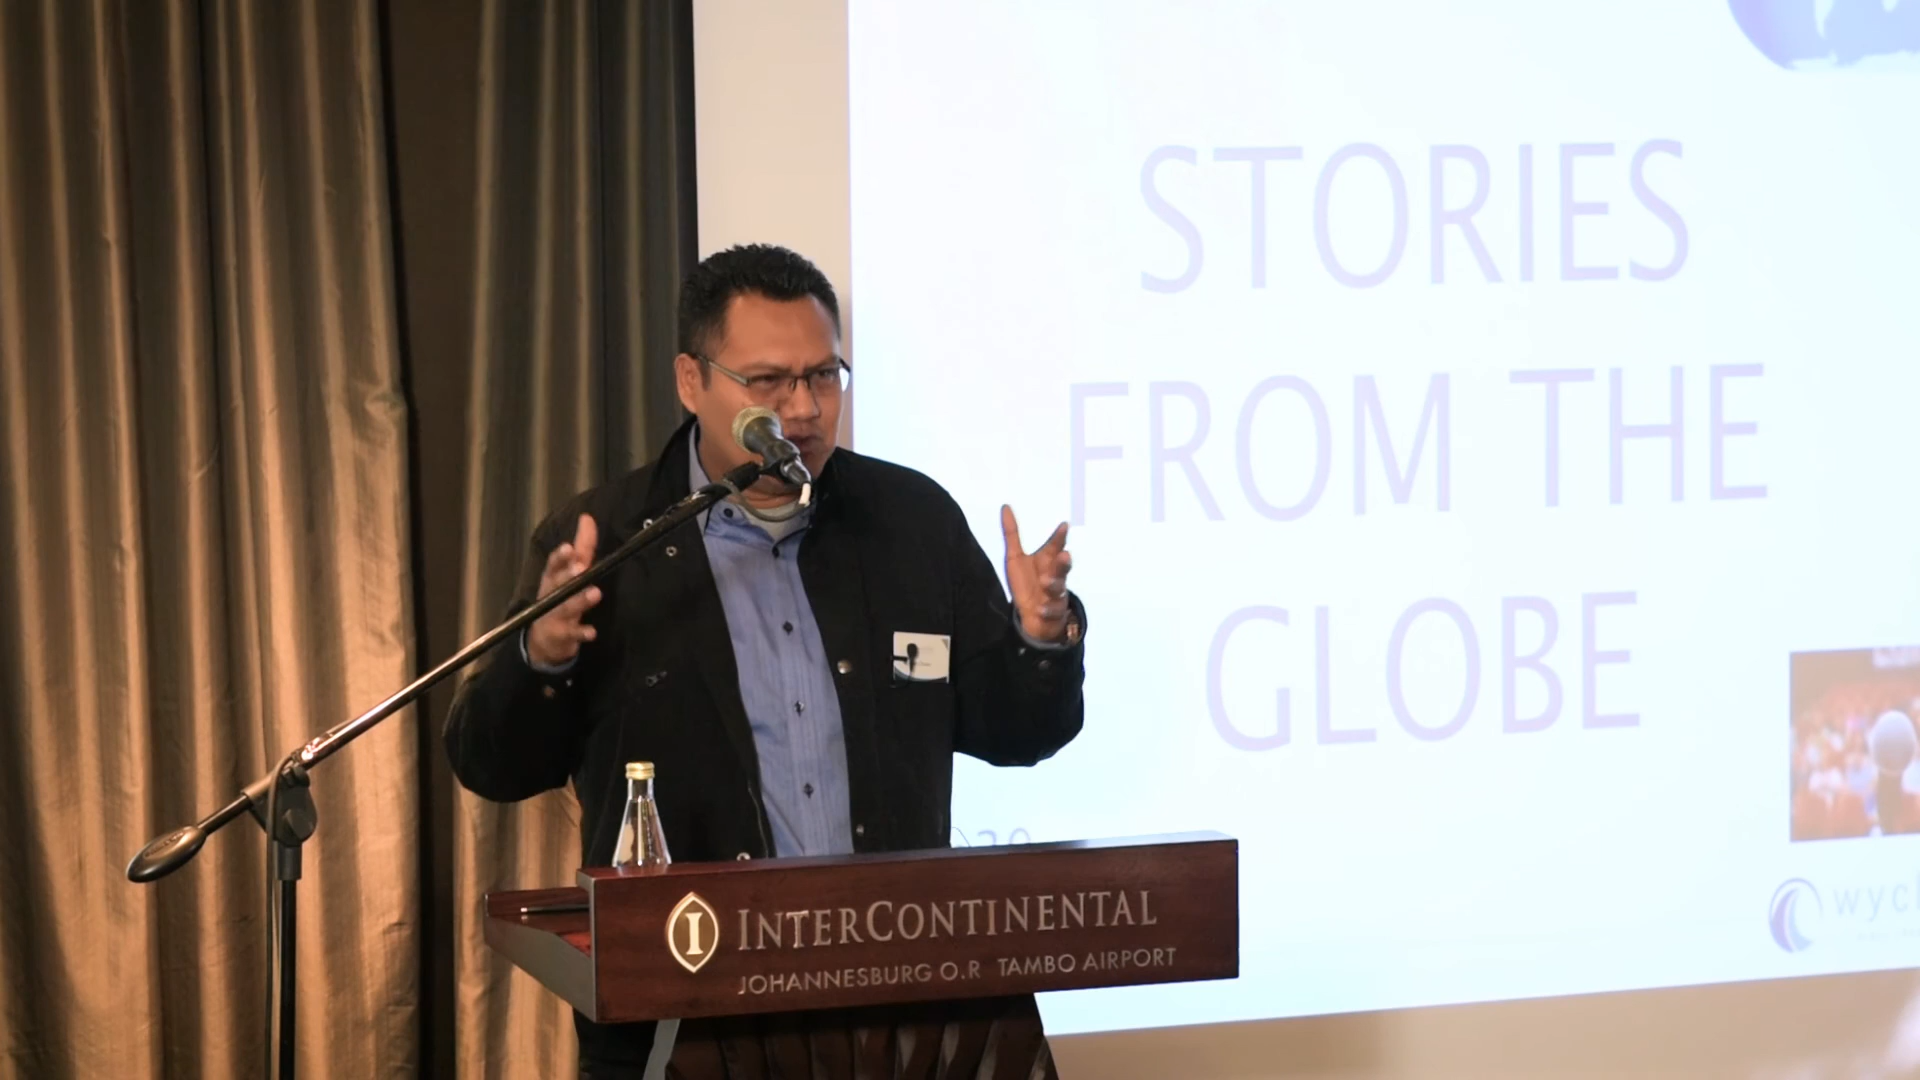 STORIES
FROM THE
GLOBE
INTERCONTINENTAL
JOHANNESBURG O.R TAMBO AIRPORT